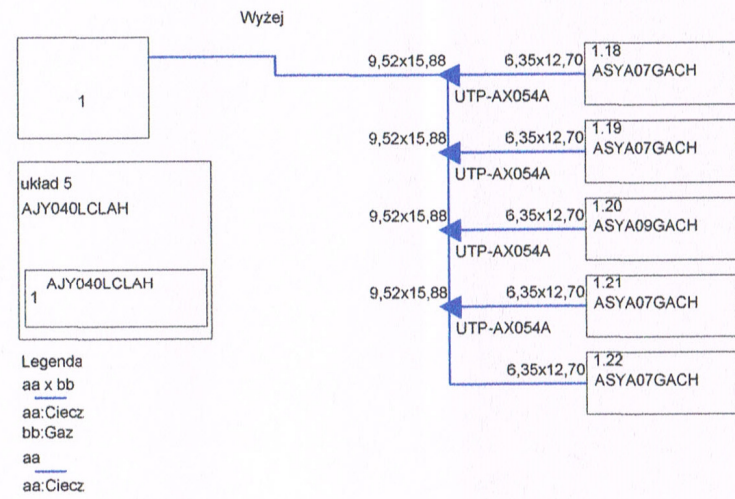 Wyżej
1
9,52x15,88
6,35x12,70
1.18
ASYA07GACH
UTP-AX054A
9,52x15,88
6,35x12,70
1.19
ASYA07GACH
UTP-AX054A
9,52x15,88
6,35x12,70
1.20
ASYA09GACH
UTP-AX054A
9,52x15,88
6,35x12,70
1.21
ASYA07GACH
UTP-AX054A
6,35x12,70
1.22
ASYA07GACH
układ 5
AJY040LCLAH
AJY040LCLAH
1
Legenda
aa x bb
aa:Ciecz
bb:Gaz
aa
aa:Ciecz